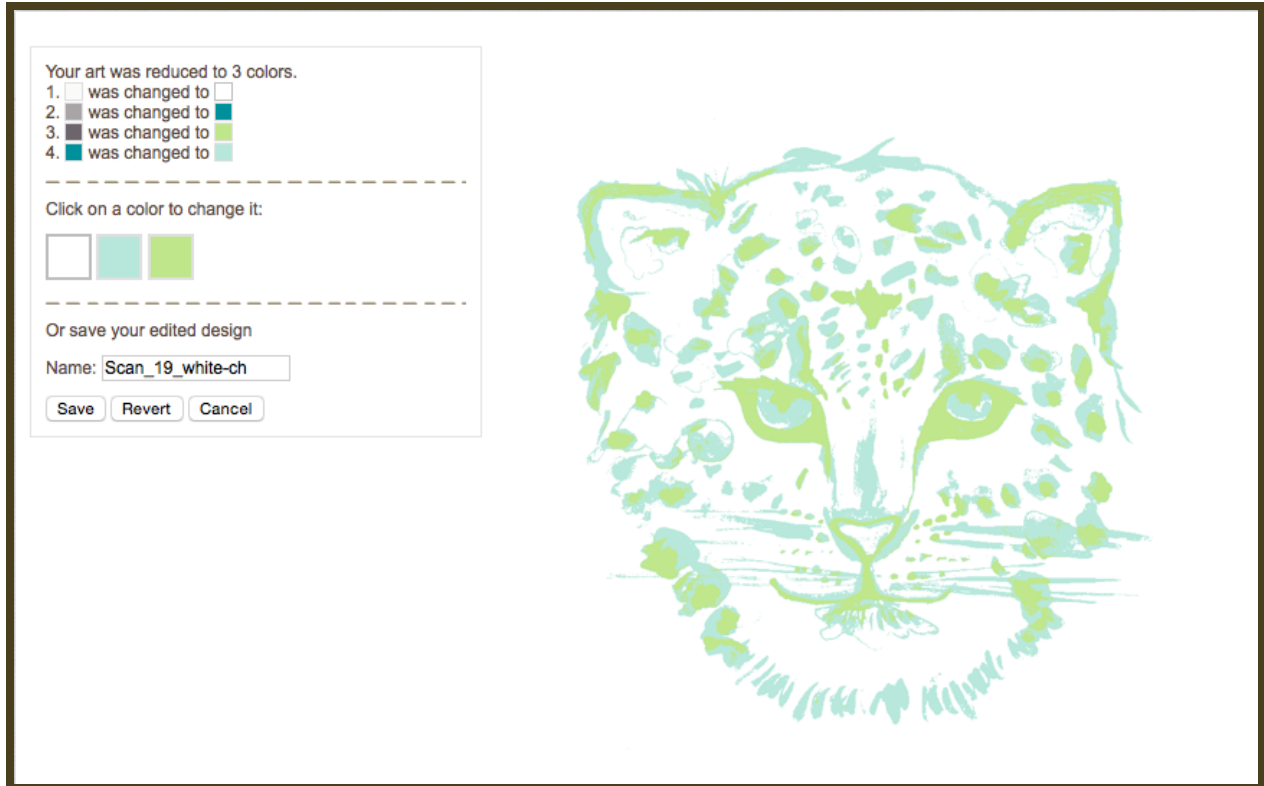 Your art was reduced to 3 colors.
1. was changed to
2. was changed to
3. was changed to
4. was changed to
Click on a color to change it:
Or save your edited design
Name: Scan_19_white-ch
Save Revert Cancel